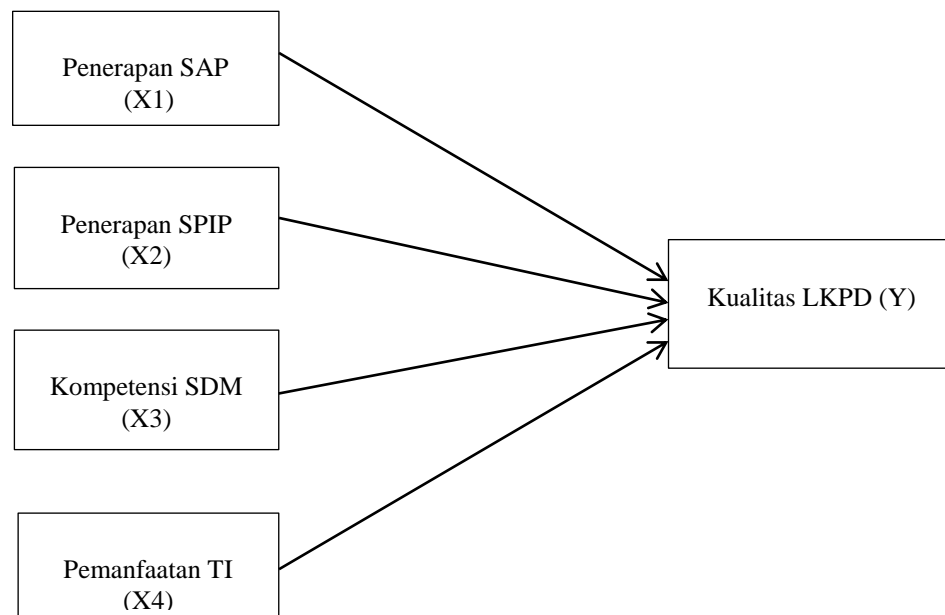 Penerapan SAP
(X1)
Penerapan SPIP
(X2)
Kualitas LKPD (Y)
Kompetensi SDM
(X3)
Pemanfaatan TI
(X4)